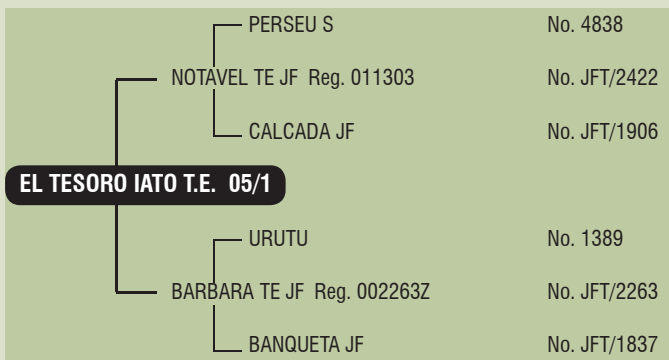 PERSEU S No. 4838
NOTAVEL TE JF Reg. 011303 No. JFT/2422
CALCADA JF No. JFT/1906
EL TESORO IATO T.E. 05/1
URUTU No. 1389
BARBARA TE JF Reg. 002263Z No. JFT/2263
BANQUETA JF No. JFT/1837